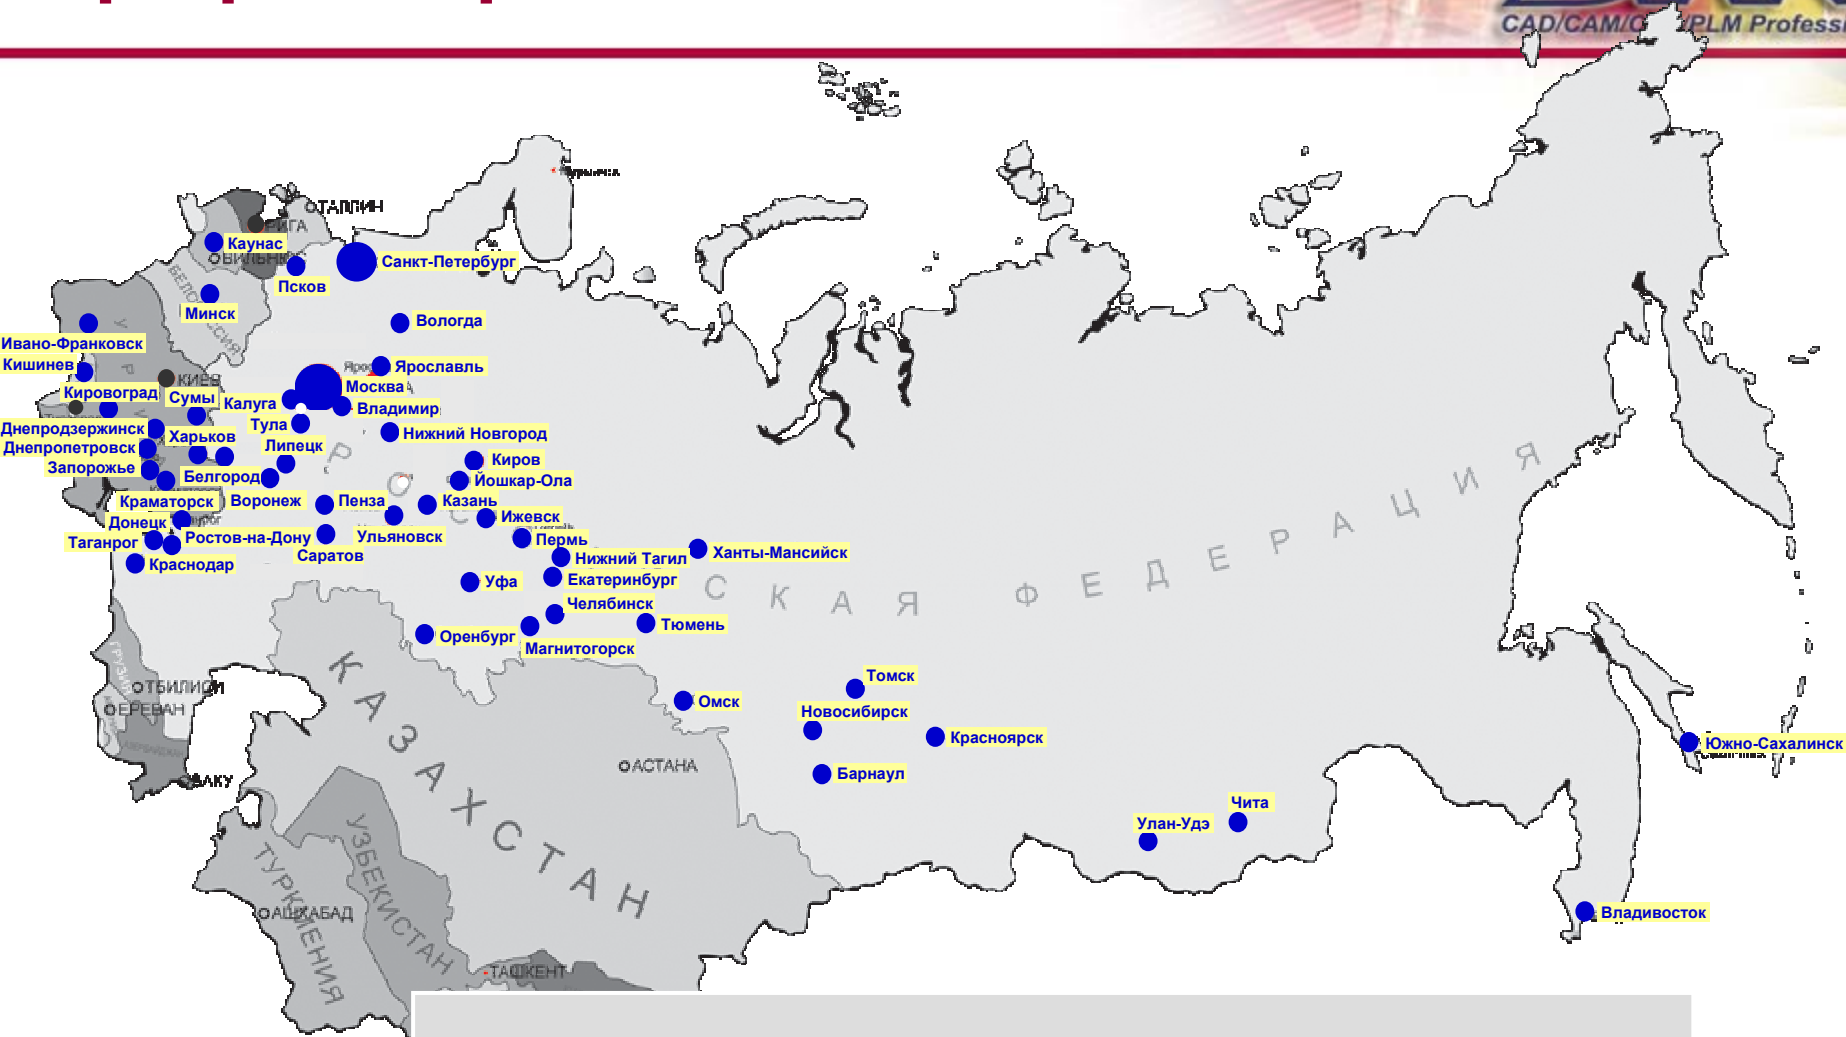 CAD/CAM/C
PLM Profess
ТАЛЛИН
РИГА
Каунас
ВИЛЬНЮС
Санкт-Петербург
Псков
БЕЛОРУССИЯ
Минск
Вологда
Ивано-Франковск
Кишинев
Ярославль
КИЕВ
Москва
Кировоград
Сумы
Калуга
Владимир
Днепродзержинск
Харьков
Тула
Нижний Новгород
Днепропетровск
Липецк
Запорожье
Киров
Белгород
Йошкар-Ола
Краматорск
Воронеж
Пенза
Казань
Донецк
Ижевск
Таганрог
Ростов-на-Дону
Ульяновск
Пермь
Саратов
Краснодар
Нижний Тагил
Ханты-Мансийск
Уфа
Екатеринбург
Челябинск
Тюмень
Оренбург
Магнитогорск
Р О С
С К А Я Ф Е Д Е Р А Ц И Я
ГРУЗИЯ
ТБИЛИСИ
ЕРЕВАН
АЗЕРБАЙДЖАН
БАКУ
КАЗАХСТАН
Томск
Омск
Новосибирск
Красноярск
Южно-Сахалинск
АСТАНА
Барнаул
Чита
Улан-Удэ
УЗБЕКИСТАН
ТУРКМЕНИЯ
АШХАБАД
Владивосток
ТАШКЕНТ